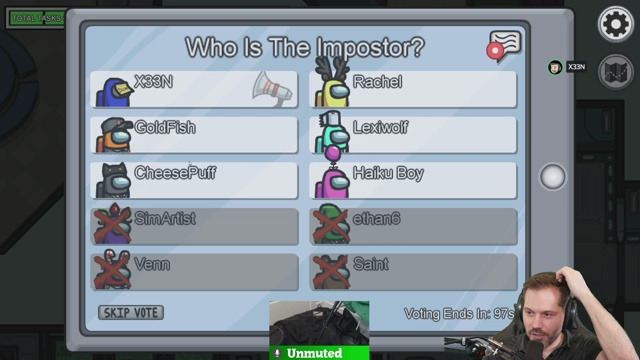 TOTAL TASKS
Who Is The Impostor?
X33N
Rachel
X33N
GoldFish
Lexiwolf
CheesePuff
Haiku Boy
SimArtist
ethan6
Venn
Saint
SKIP VOTE
Voting Ends In: 97s
Unmuted